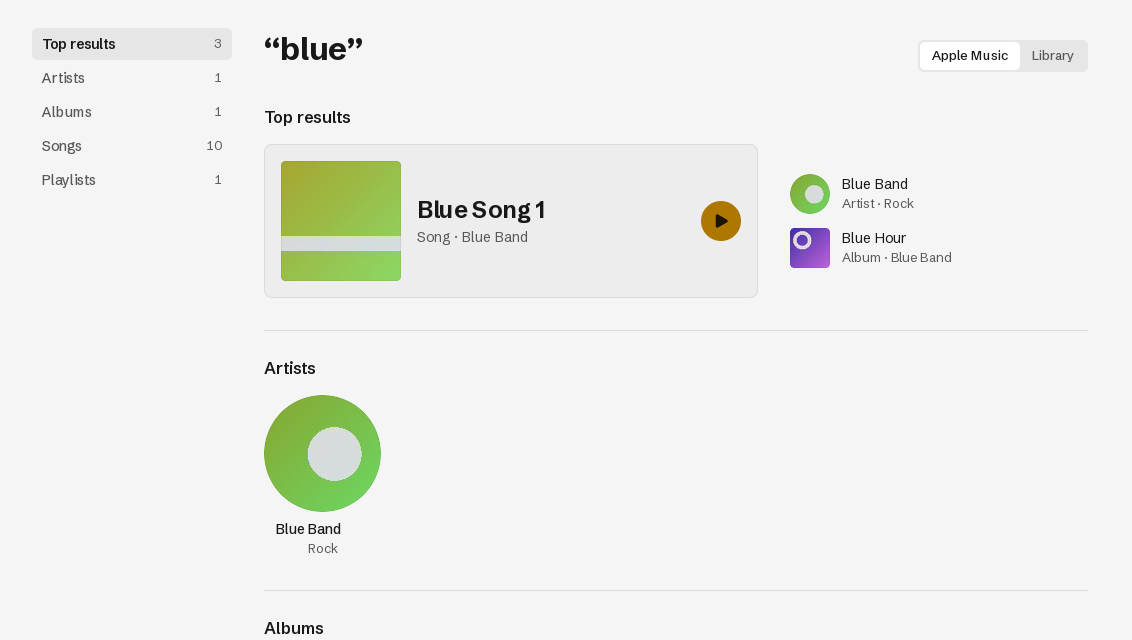 Top results 3
Artists 1
Albums 1
Songs 10
Playlists 1
“blue”
Apple Music Library
Top results
Blue Song 1
Song · Blue Band
Blue Band
Artist · Rock
Blue Hour
Album · Blue Band
Artists
Blue Band
Rock
Albums